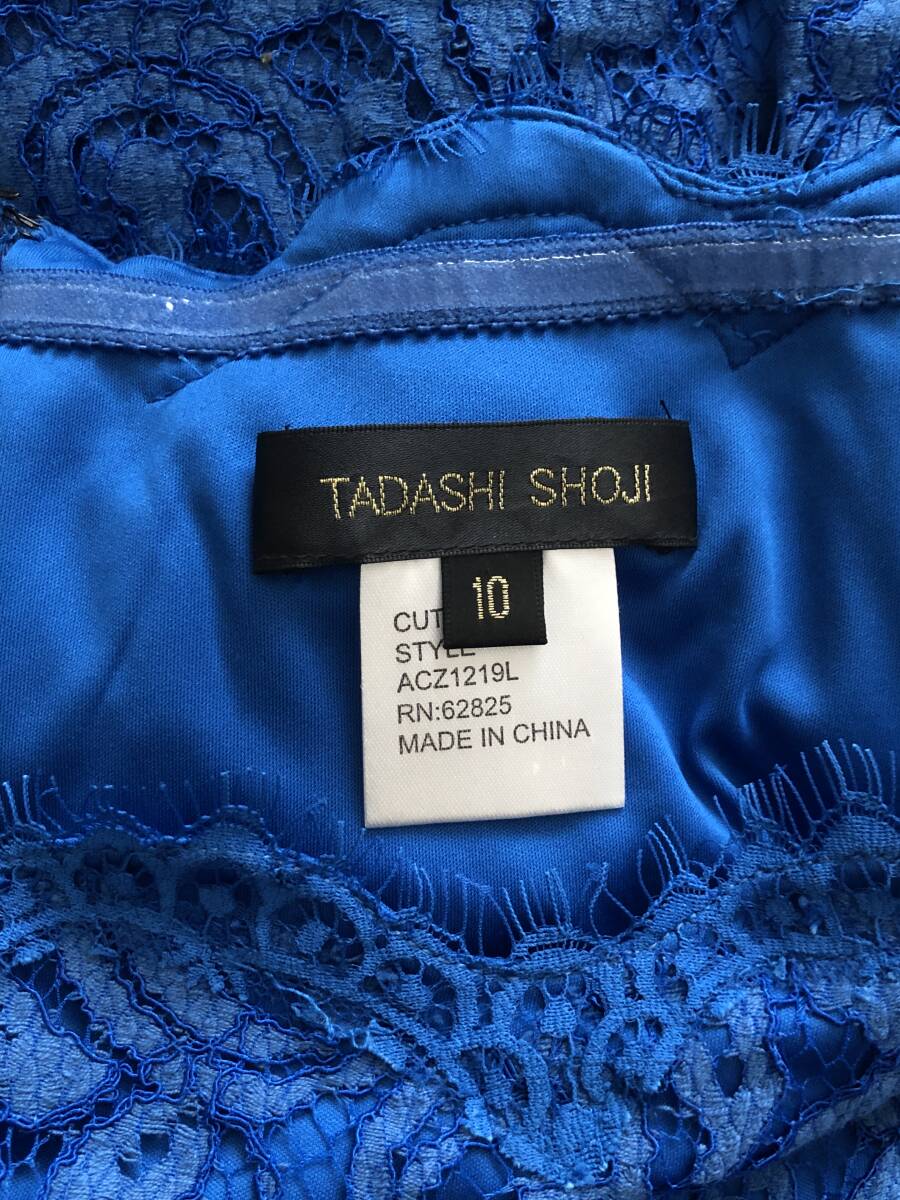 TADASHI SHOJI
10
CUT
STYLE
ACZ1219L
RN:62825
MADE IN CHINA